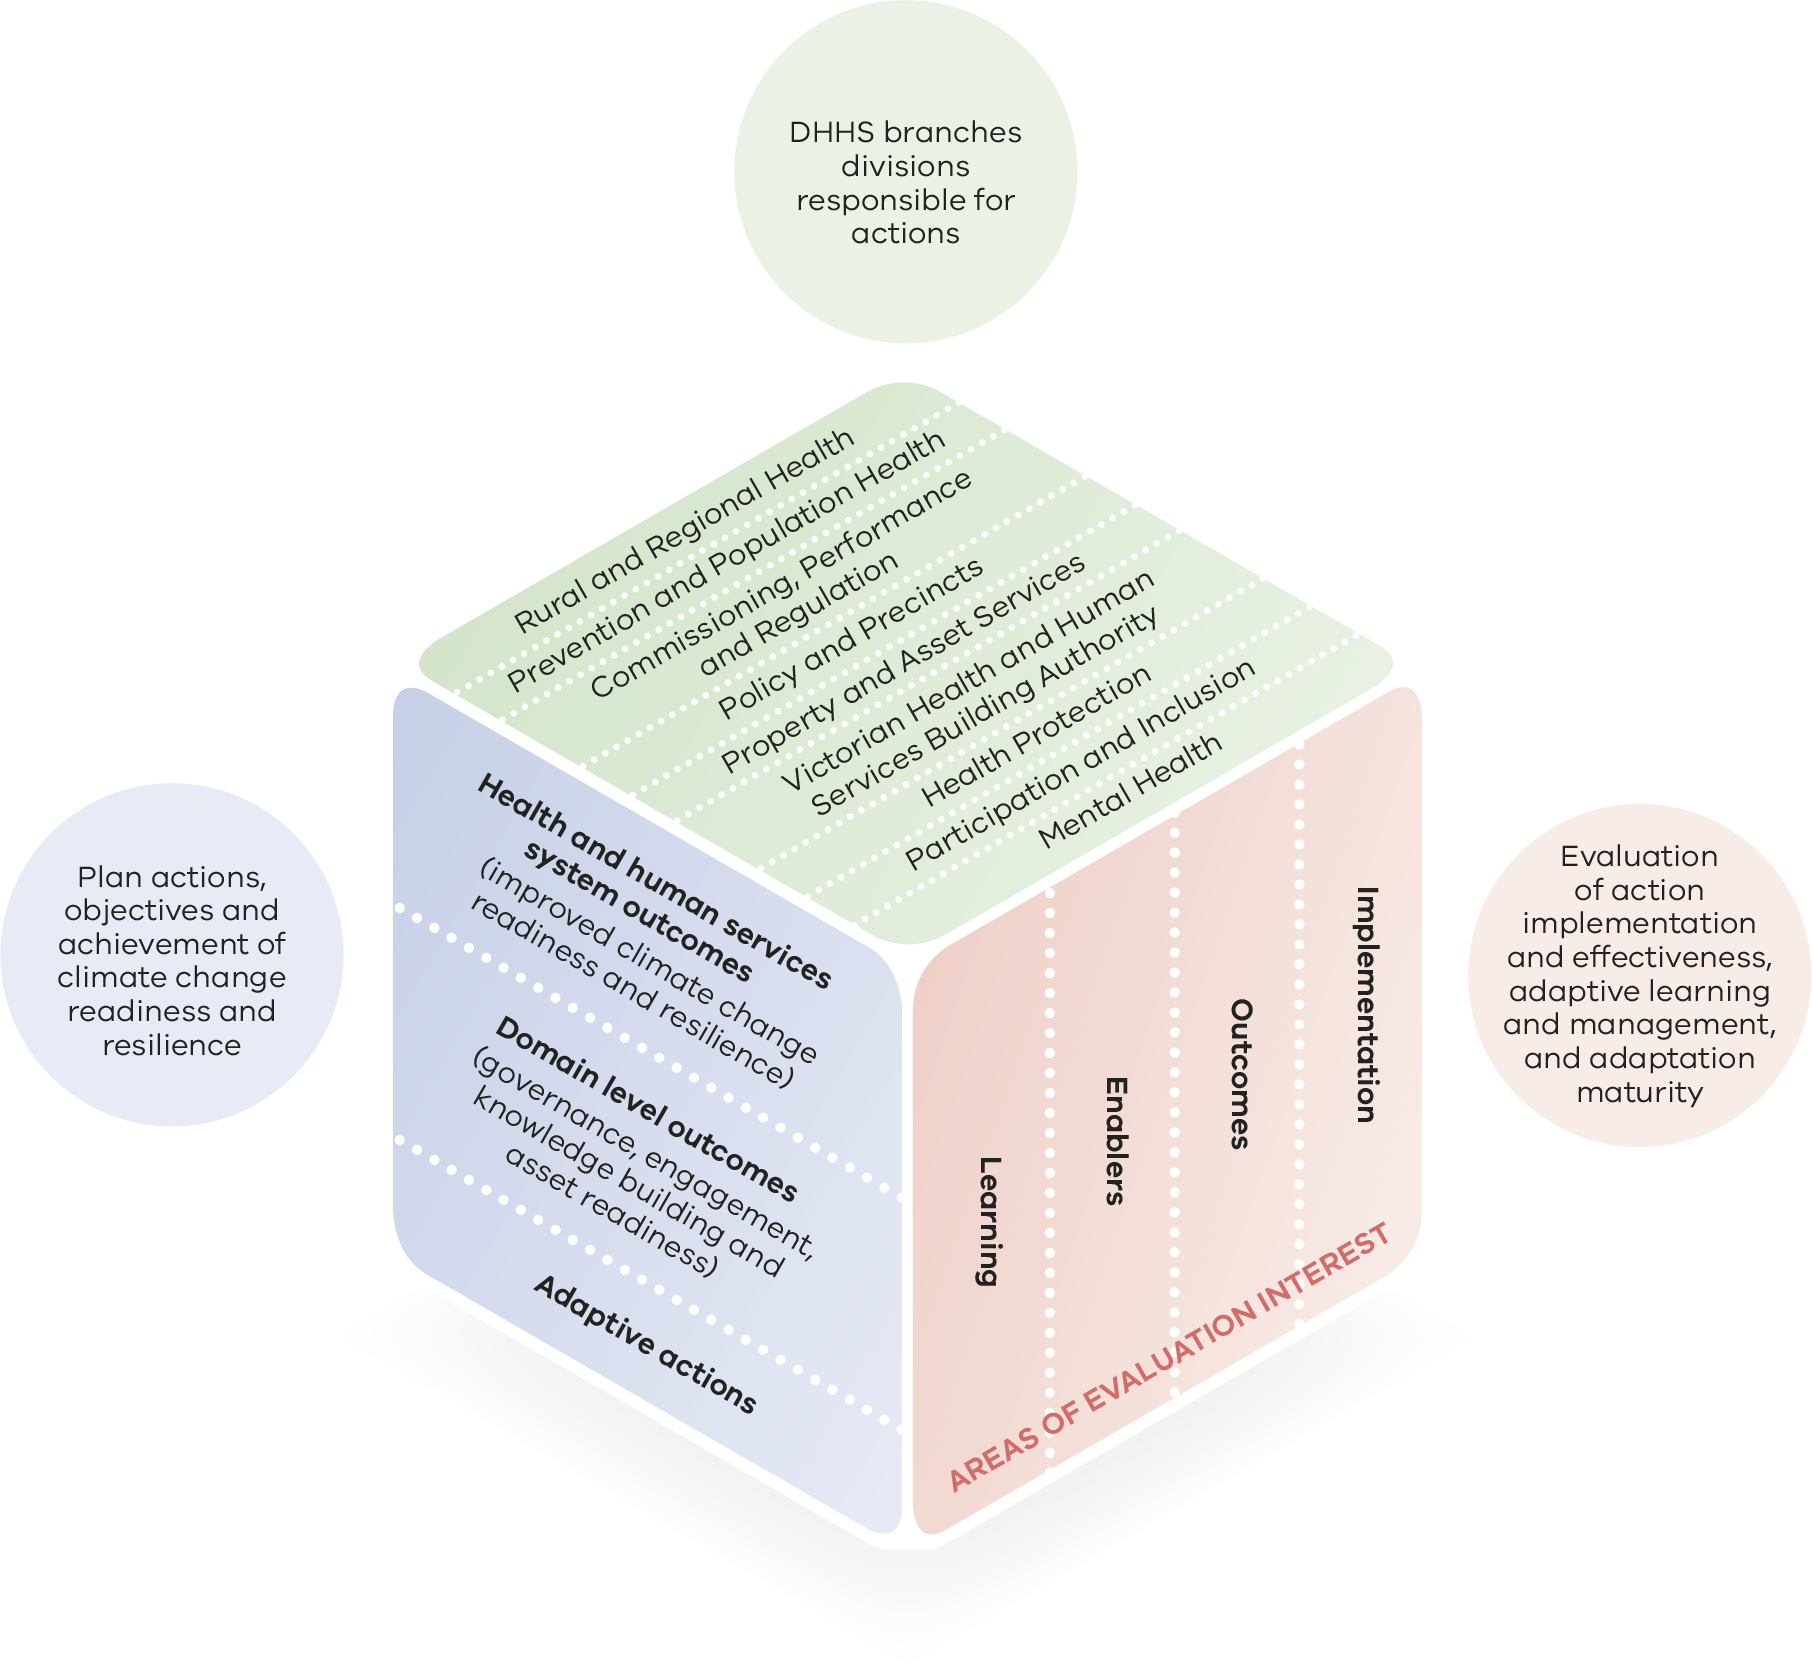 DHHS branches
divisions
responsible for
actions
Rural and Regional Health
Prevention and Population Health
Commissioning, Performance
and Regulation
Policy and Precincts
Property and Asset Services
Victorian Health and Human
Services Building Authority
Health Protection
Participation and Inclusion
Mental Health
Plan actions,
objectives and
achievement of
climate change
readiness and
resilience
Health and human services
system outcomes
(improved climate change
readiness and resilience)
Domain level outcomes
(governance, engagement,
knowledge building and
asset readiness)
Adaptive actions
Learning
Enablers
Outcomes
Implementation
AREAS OF EVALUATION INTEREST
Evaluation
of action
implementation
and effectiveness,
adaptive learning
and management,
and adaptation
maturity